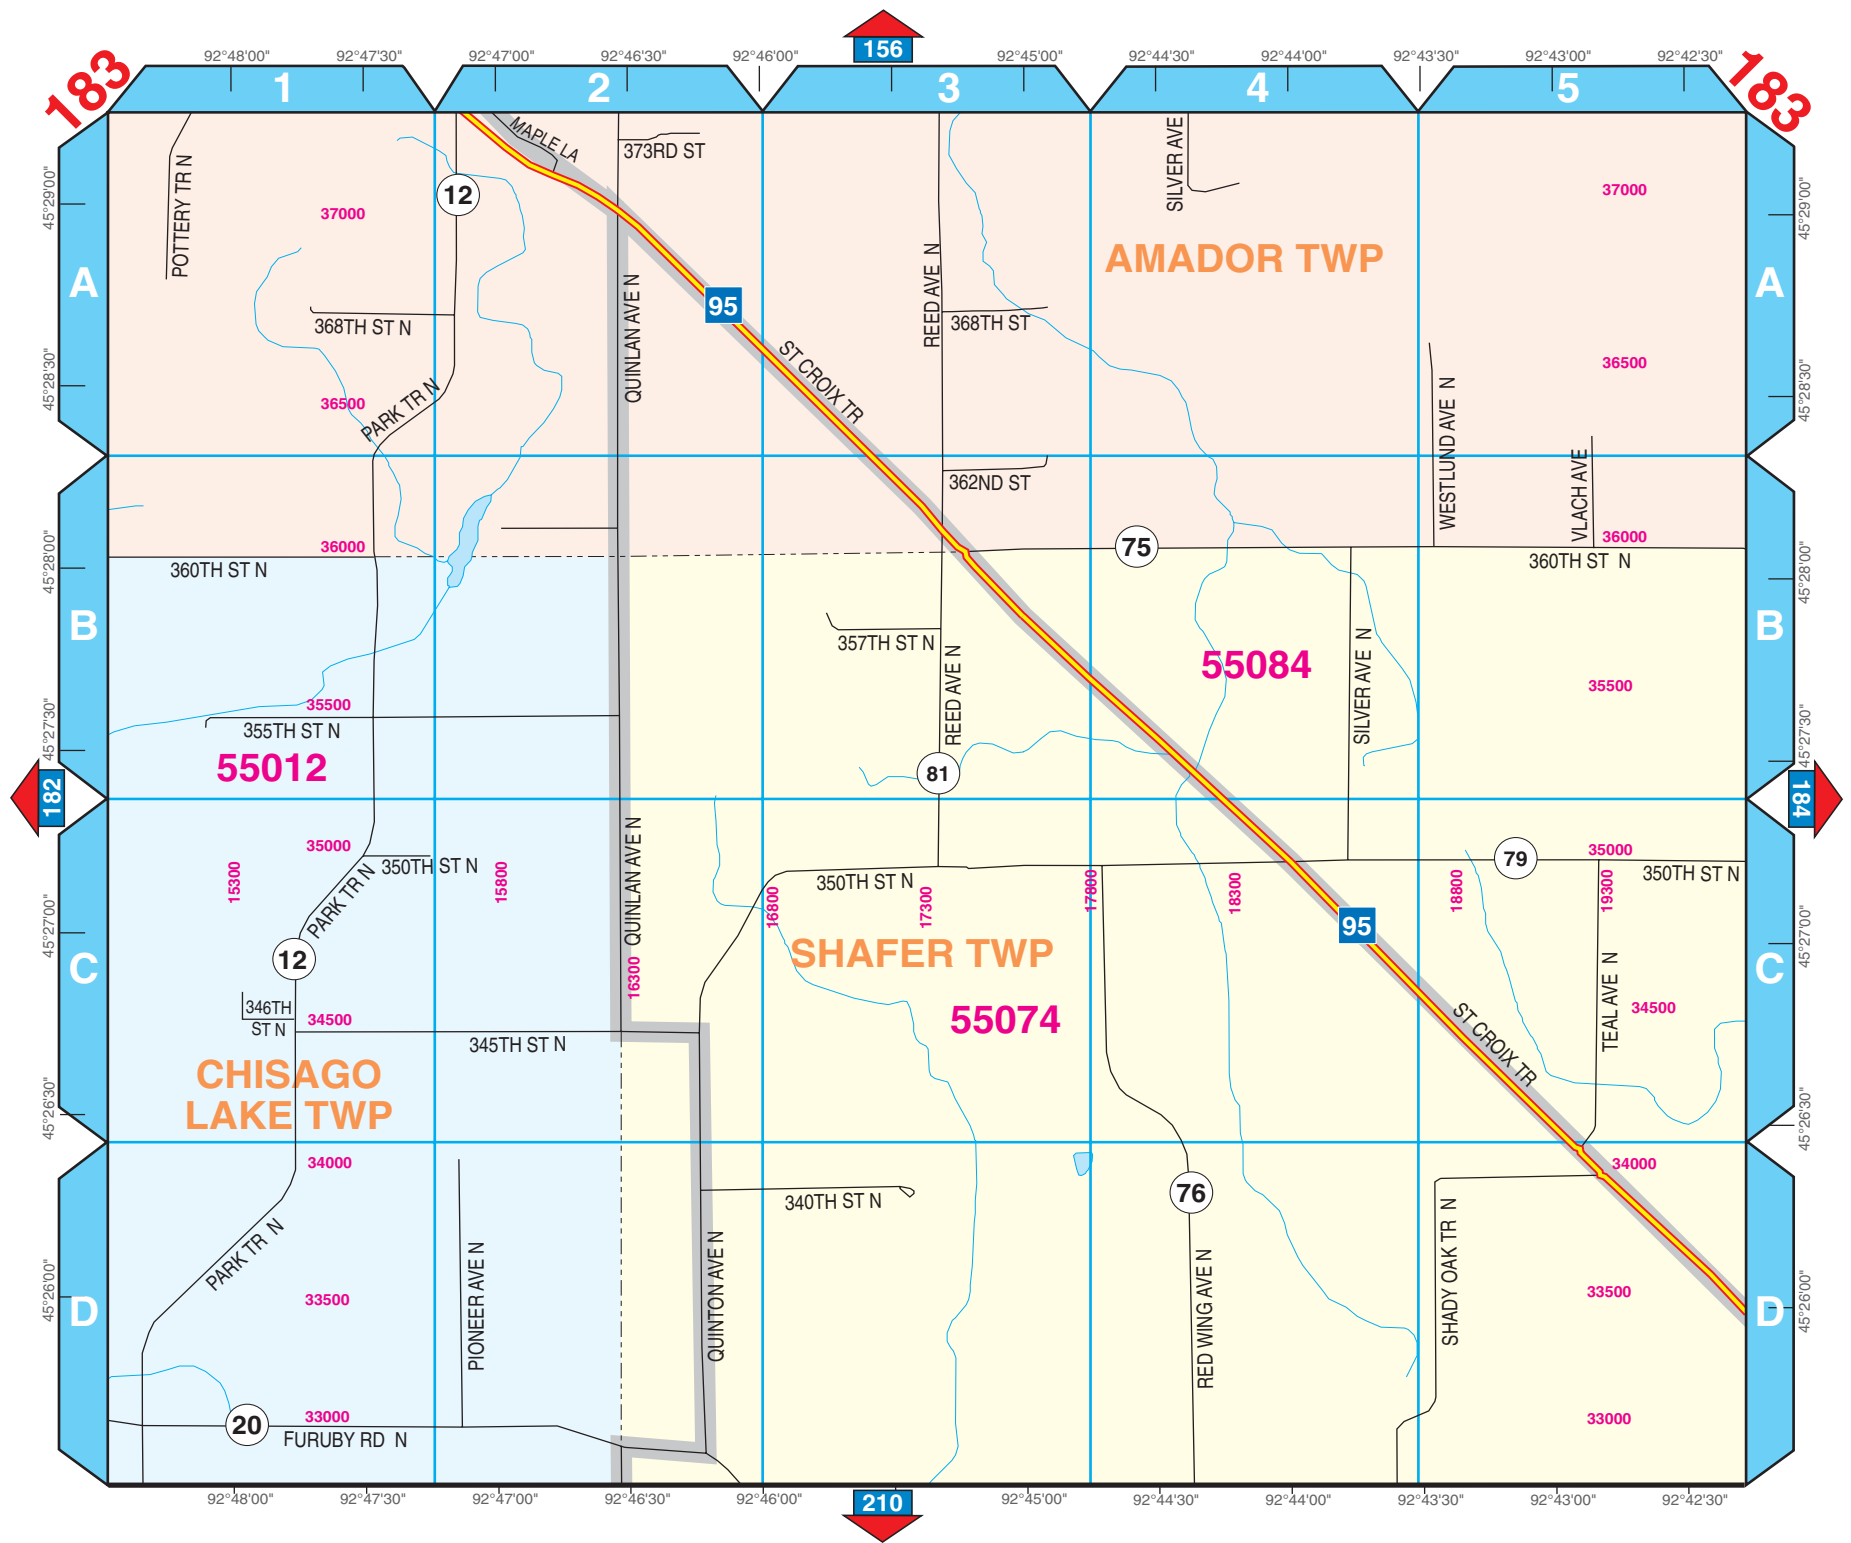 183
156
183
92°48'00"
92°47'30"
92°47'00"
92°46'30"
92°46'00"
92°45'00"
92°44'30"
92°44'00"
92°43'30"
92°43'00"
92°42'30"
1
2
3
4
5
A
B
C
D
A
B
C
D
45°29'00"
45°28'30"
45°28'00"
45°27'30"
45°27'00"
45°26'30"
45°26'00"
45°29'00"
45°28'30"
45°28'00"
45°27'30"
45°27'00"
45°26'30"
45°26'00"
182
184
POTTERY TR N
12
37000
MAPLE LA
373RD ST
SILVER AVE
37000
AMADOR TWP
REED AVE N
QUINLAN AVE N
95
368TH ST N
368TH ST
ST CROIX TR
36500
36500
PARK TR N
WESTLUND AVE N
VLACH AVE
362ND ST
36000
75
36000
360TH ST N
360TH ST N
357TH ST N
REED AVE N
55084
SILVER AVE N
35500
35500
355TH ST N
55012
81
35000
350TH ST N
15300
15800
PARK TR N
QUINLAN AVE N
16300
350TH ST N
16800
17300
17800
18300
18800
19300
79
35000
350TH ST N
12
95
SHAFER TWP
55074
346TH
ST N
34500
345TH ST N
34500
TEAL AVE N
ST CROIX TR
CHISAGO
LAKE TWP
34000
34000
340TH ST N
76
PARK TR N
PIONEER AVE N
QUINTON AVE N
RED WING AVE N
SHADY OAK TR N
33500
33500
33000
33000
20
FURUBY RD N
92°48'00"
92°47'30"
92°47'00"
92°46'30"
92°46'00"
92°45'00"
92°44'30"
92°44'00"
92°43'30"
92°43'00"
92°42'30"
210